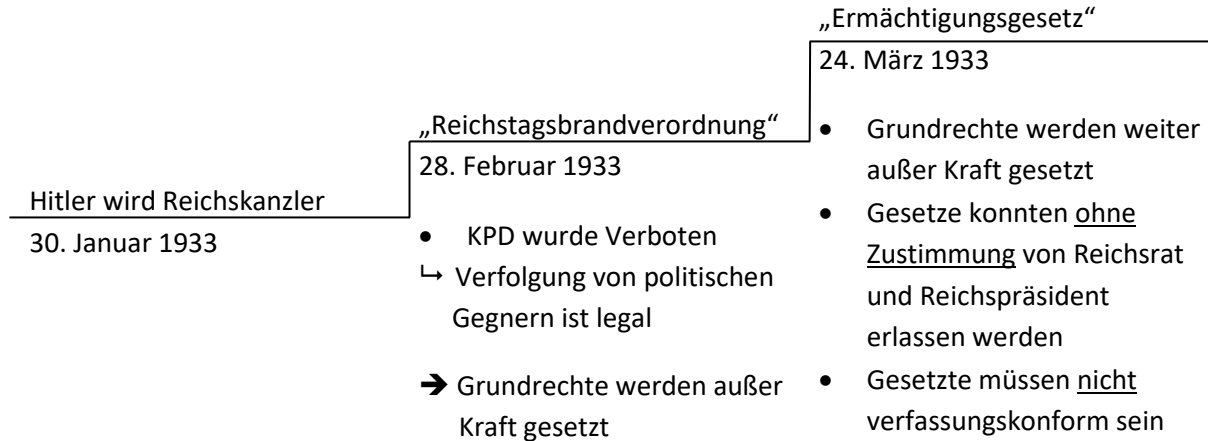 Hitler wird Reichskanzler
30. Januar 1933
„Reichstagsbrandverordnung“
28. Februar 1933
• KPD wurde Verboten
↳ Verfolgung von politischen
Gegnern ist legal
➔ Grundrechte werden außer
Kraft gesetzt
„Ermächtigungsgesetz“
24. März 1933
• Grundrechte werden weiter
außer Kraft gesetzt
• Gesetze konnten ohne
Zustimmung von Reichsrat
und Reichspräsident
erlassen werden
• Gesetzte müssen nicht
verfassungskonform sein